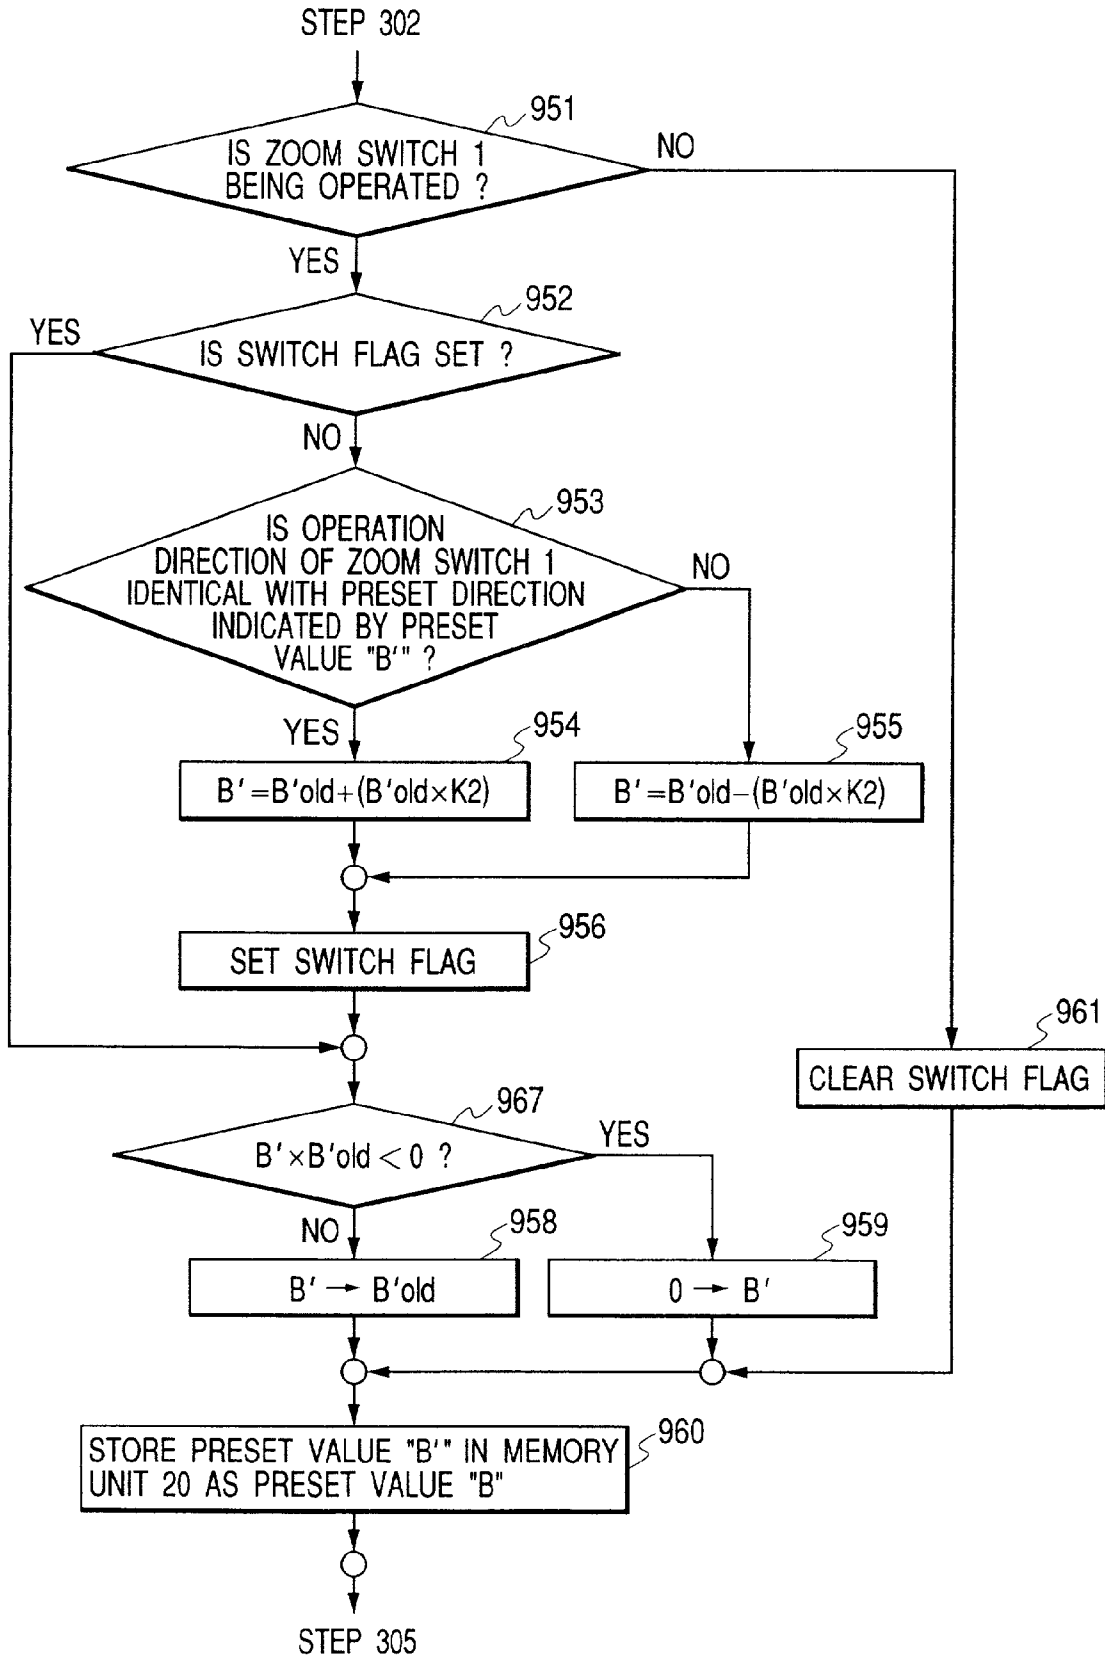 STEP 302
951
IS ZOOM SWITCH 1
BEING OPERATED ?
NO
YES
952
YES
IS SWITCH FLAG SET ?
NO
953
IS OPERATION
DIRECTION OF ZOOM SWITCH 1
IDENTICAL WITH PRESET DIRECTION
INDICATED BY PRESET
VALUE "B'" ?
NO
YES
954
955
B'=B'old+(B'old×K2)
B'=B'old−(B'old×K2)
956
SET SWITCH FLAG
961
CLEAR SWITCH FLAG
967
B'×B'old < 0 ?
YES
NO
958
959
B' → B'old
0 → B'
960
STORE PRESET VALUE "B'" IN MEMORY
UNIT 20 AS PRESET VALUE "B"
STEP 305